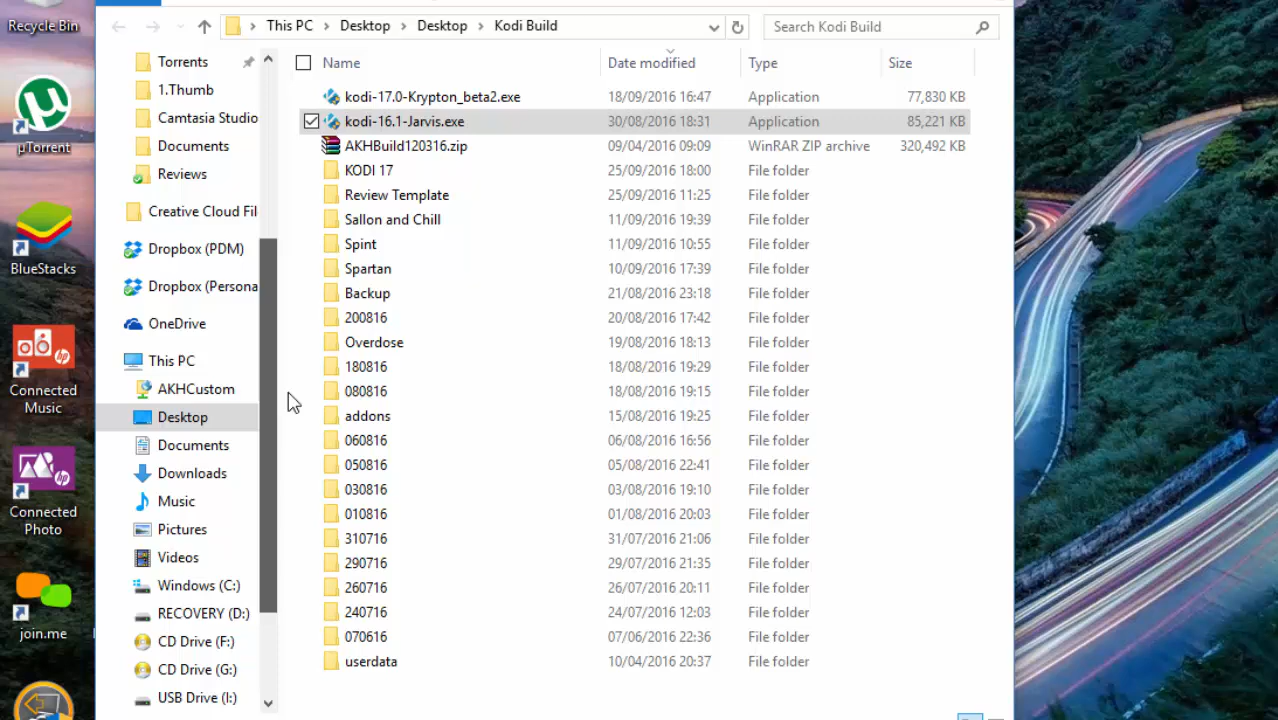 Recycle Bin
µTorrent
BlueStacks
Connected
Music
Connected
Photo
join.me
This PC
Desktop
Desktop
Kodi Build
Search Kodi Build
Torrents
1.Thumb
Camtasia Studio
Documents
Reviews
Creative Cloud Fil
Dropbox (PDM)
Dropbox (Persona
OneDrive
This PC
AKHCustom
Desktop
Documents
Downloads
Music
Pictures
Videos
Windows (C:)
RECOVERY (D:)
CD Drive (F:)
CD Drive (G:)
USB Drive (I:)
Name Date modified Type Size
kodi-17.0-Krypton_beta2.exe 18/09/2016 16:47 Application 77,830 KB
kodi-16.1-Jarvis.exe 30/08/2016 18:31 Application 85,221 KB
AKHBuild120316.zip 09/04/2016 09:09 WinRAR ZIP archive 320,492 KB
KODI 17 25/09/2016 18:00 File folder
Review Template 25/09/2016 11:25 File folder
Sallon and Chill 11/09/2016 19:39 File folder
Spint 11/09/2016 10:55 File folder
Spartan 10/09/2016 17:39 File folder
Backup 21/08/2016 23:18 File folder
200816 20/08/2016 17:42 File folder
Overdose 19/08/2016 18:13 File folder
180816 18/08/2016 19:29 File folder
080816 18/08/2016 19:15 File folder
addons 15/08/2016 19:25 File folder
060816 06/08/2016 16:56 File folder
050816 05/08/2016 22:41 File folder
030816 03/08/2016 19:10 File folder
010816 01/08/2016 20:03 File folder
310716 31/07/2016 21:06 File folder
290716 29/07/2016 21:35 File folder
260716 26/07/2016 20:11 File folder
240716 24/07/2016 12:03 File folder
070616 07/06/2016 22:36 File folder
userdata 10/04/2016 20:37 File folder